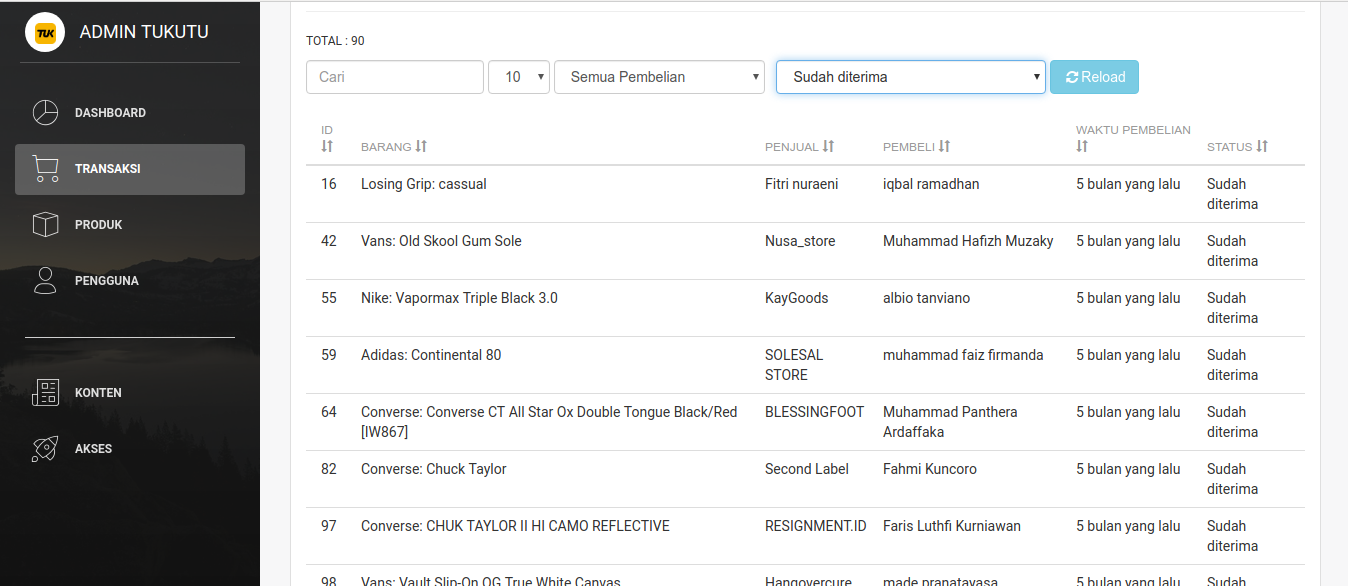 TUK ADMIN TUKUTU
DASHBOARD
TRANSAKSI
PRODUK
PENGGUNA
KONTEN
AKSES
TOTAL : 90
Cari 10 Semua Pembelian Sudah diterima Reload
ID BARANG PENJUAL PEMBELI WAKTU PEMBELIAN STATUS
16 Losing Grip: cassual Fitri nuraeni iqbal ramadhan 5 bulan yang lalu Sudah
diterima
42 Vans: Old Skool Gum Sole Nusa_store Muhammad Hafizh Muzaky 5 bulan yang lalu Sudah
diterima
55 Nike: Vapormax Triple Black 3.0 KayGoods albio tanviano 5 bulan yang lalu Sudah
diterima
59 Adidas: Continental 80 SOLESAL muhammad faiz firmanda 5 bulan yang lalu Sudah
STORE diterima
64 Converse: Converse CT All Star Ox Double Tongue Black/Red BLESSINGFOOT Muhammad Panthera 5 bulan yang lalu Sudah
[IW867] Ardaffaka diterima
82 Converse: Chuck Taylor Second Label Fahmi Kuncoro 5 bulan yang lalu Sudah
diterima
97 Converse: CHUK TAYLOR II HI CAMO REFLECTIVE RESIGNMENT.ID Faris Luthfi Kurniawan 5 bulan yang lalu Sudah
diterima
98 Vans: Vault Slip-On OG True White Canvas Hangovercure made pranatayasa 5 bulan yang lalu Sudah